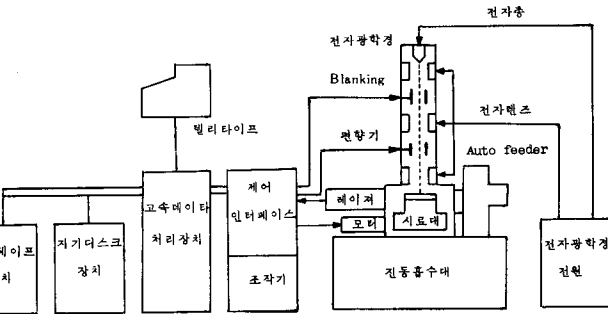 전자총
전자광학경
Blanking
전자렌즈
텔리타이프
편향기
Auto feeder
제어
인터페이스
고속데이타
처리장치
레이져
모터
시료대
자기디스크
장치
조작기
진동흡수대
전자광학경
전원